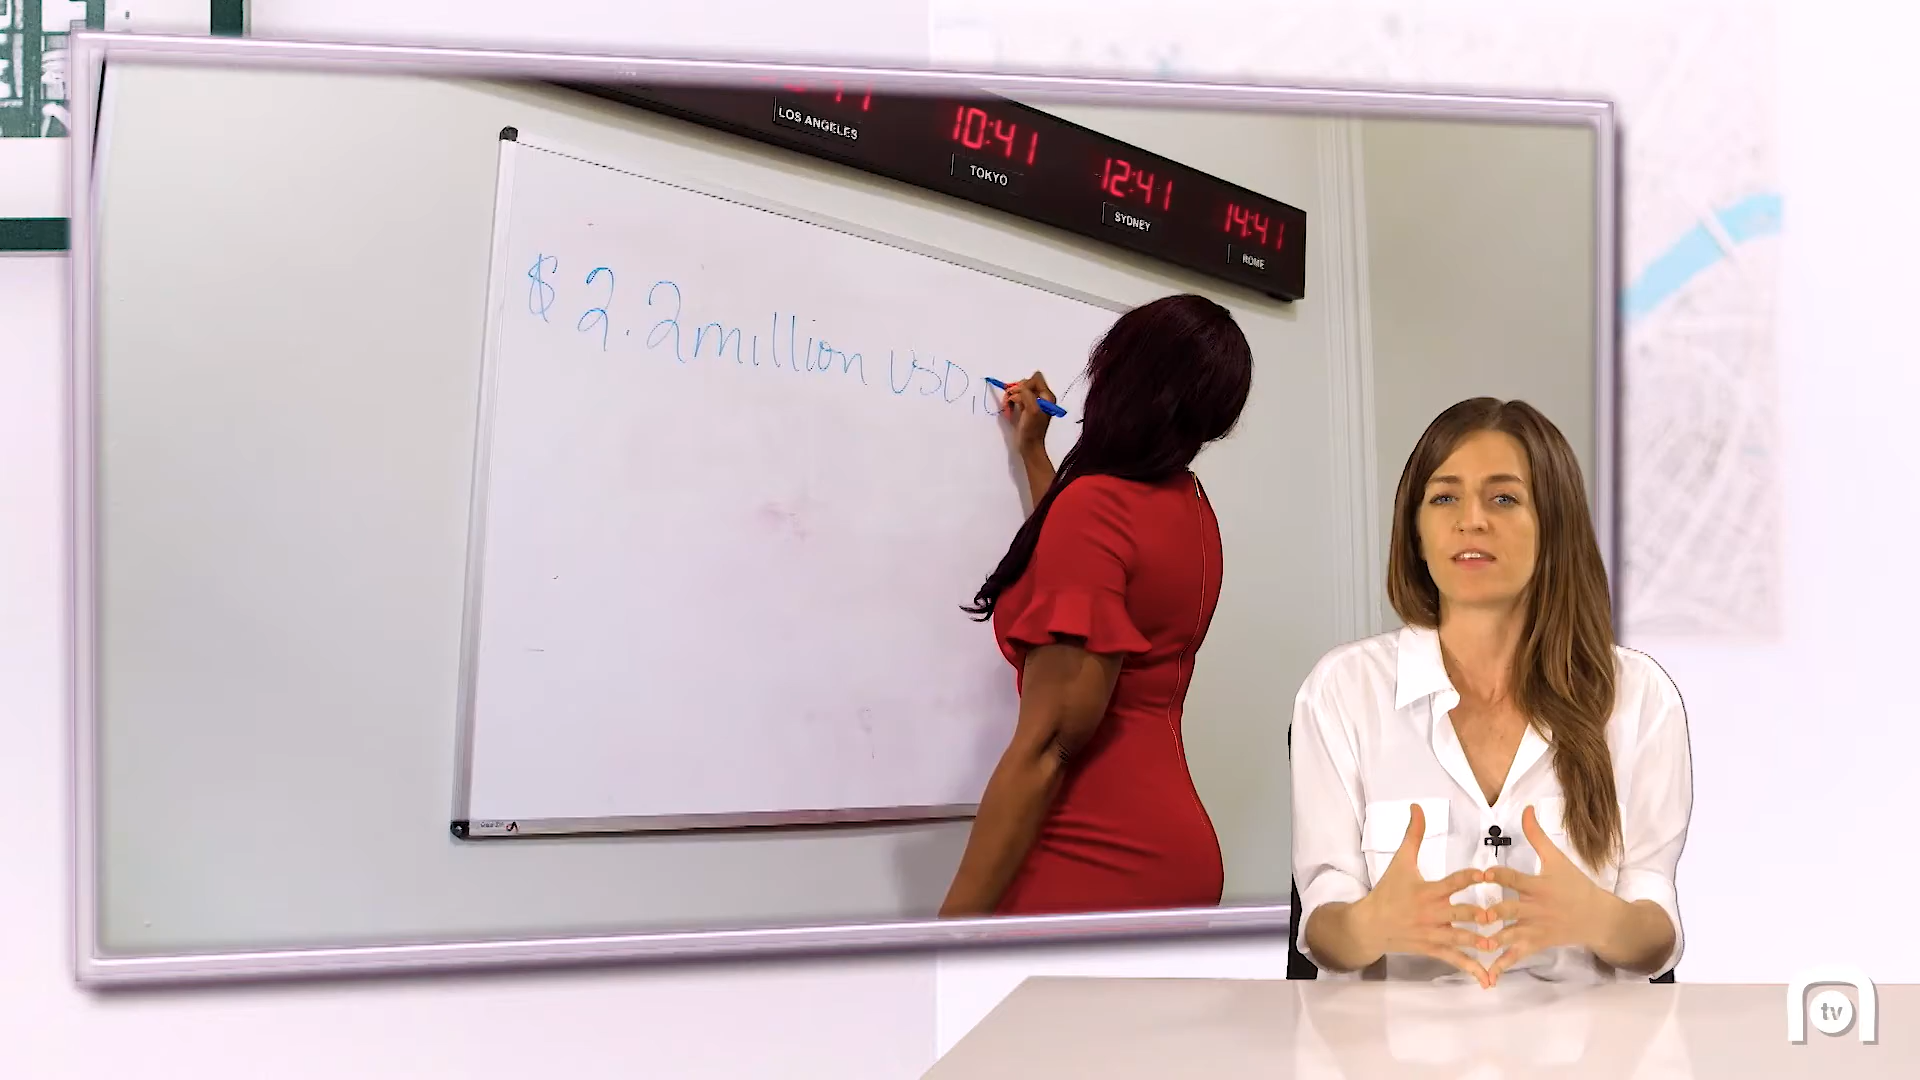 LOS ANGELES
10:41
TOKYO
12:41
SYDNEY
14:41
ROME
$2.2million USD,
tv